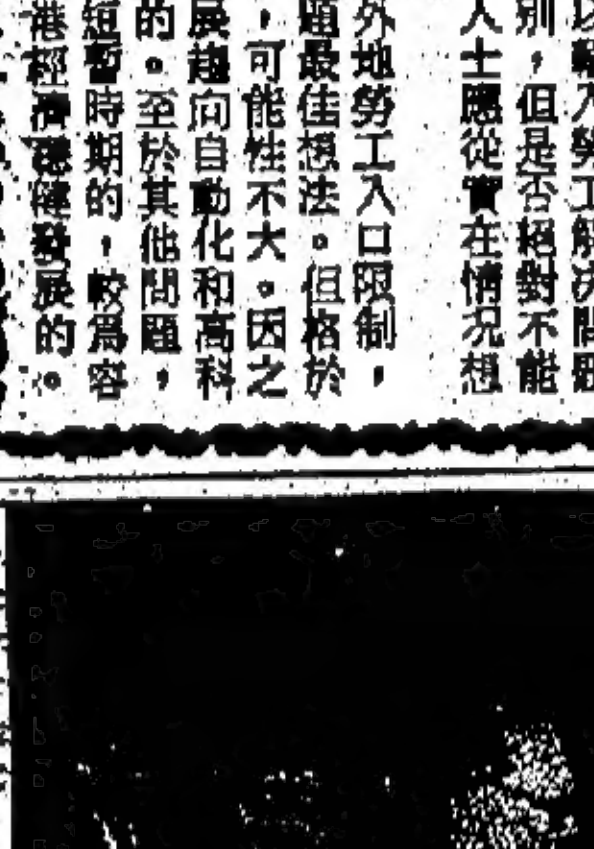 以輸入勞工解決問題
別，但是否絕對不能
人士應從實在情況想
外地勞工入口限制，
題最佳想法。但格於
，可能性不大。因之
展趨向自動化和高科
的。至於其他問題，
短暫時期的，較爲容
港經濟穩健發展的。